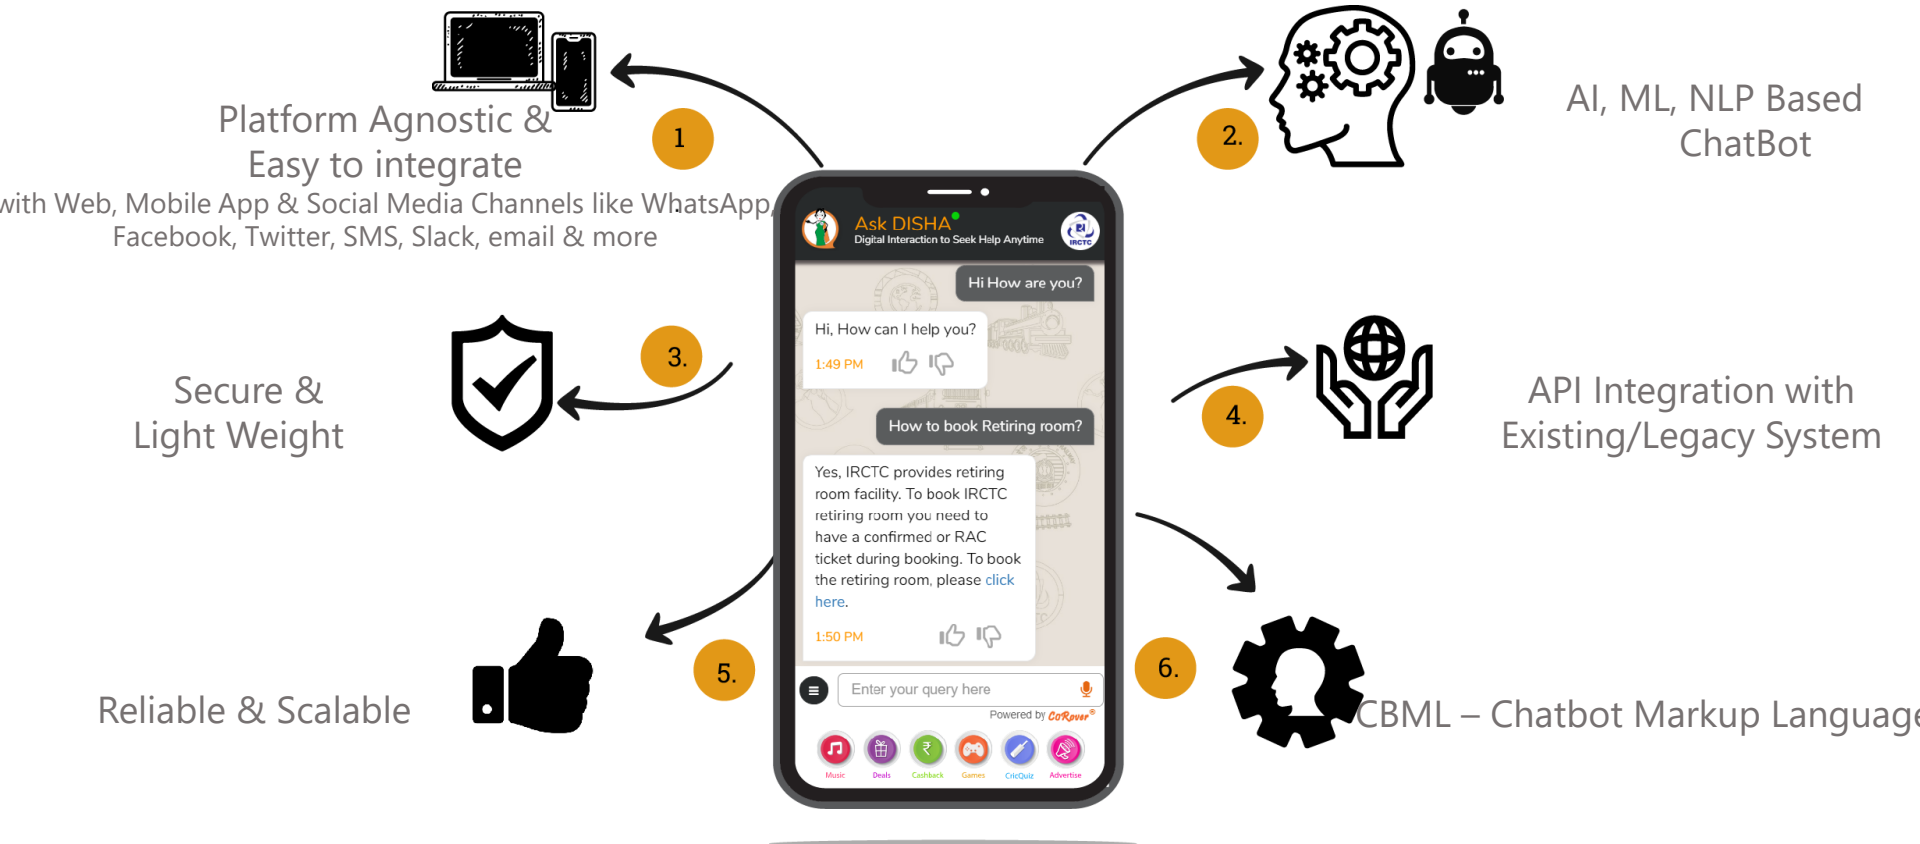 Platform Agnostic &
Easy to integrate
with Web, Mobile App & Social Media Channels like WhatsApp,
Facebook, Twitter, SMS, Slack, email & more
1
2.
AI, ML, NLP Based
ChatBot
Secure &
Light Weight
3.
4.
API Integration with
Existing/Legacy System
Reliable & Scalable
5.
6.
CBML – Chatbot Markup Language
Ask DISHA
Digital Interaction to Seek Help Anytime
IRCTC
Hi How are you?
Hi, How can I help you?
1:49 PM
How to book Retiring room?
Yes, IRCTC provides retiring
room facility. To book IRCTC
retiring room you need to
have a confirmed or RAC
ticket during booking. To book
the retiring room, please click
here.
1:50 PM
Enter your query here
Powered by CoRover®
Music Deals Cashback Games CricQuiz Advertise